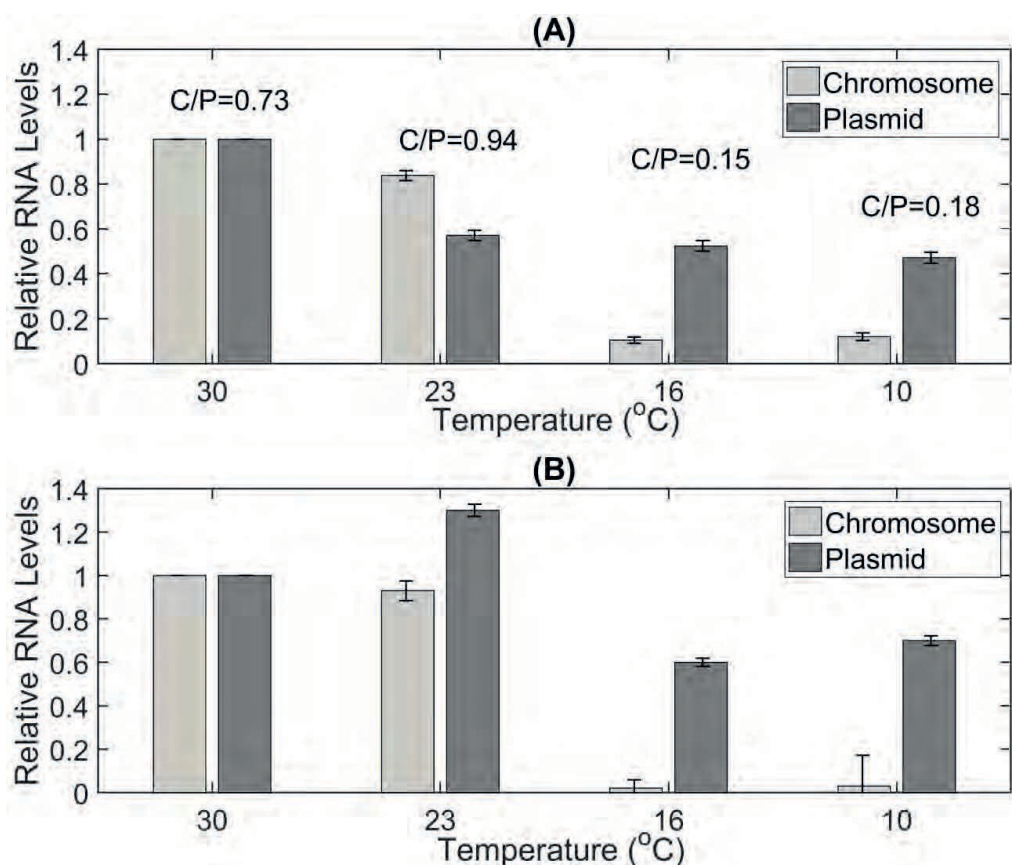 (A)
Relative RNA Levels
1.4
1.2
1
0.8
0.6
0.4
0.2
0
C/P=0.73
C/P=0.94
C/P=0.15
C/P=0.18
Chromosome
Plasmid
30
23
16
10
Temperature (°C)
(B)
Relative RNA Levels
1.4
1.2
1
0.8
0.6
0.4
0.2
0
Chromosome
Plasmid
30
23
16
10
Temperature (°C)